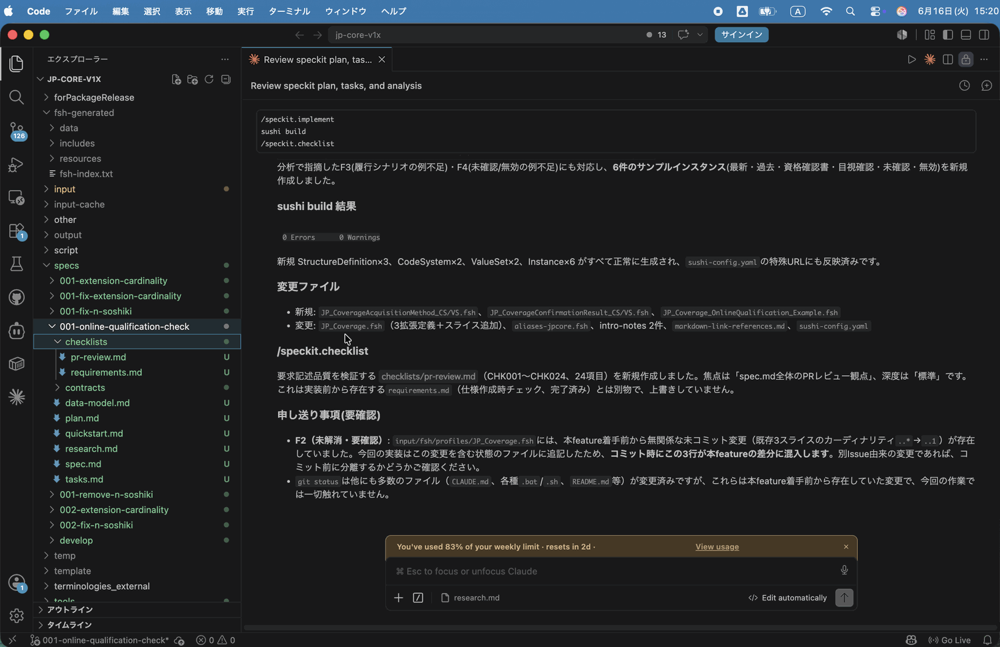 Code ファイル 編集 選択 表示 移動 実行 ターミナル ウィンドウ ヘルプ A 6月16日(火) 15:20
jp-core-v1x 13 サインイン
エクスプローラー
JP-CORE-V1X
forPackageRelease
fsh-generated
data
includes
resources
fsh-index.txt
input
input-cache
other
output
script
specs
001-extension-cardinality
001-fix-extension-cardinality
001-fix-n-soshiki
001-online-qualification-check
checklists
pr-review.md U
requirements.md U
contracts
data-model.md U
plan.md U
quickstart.md U
research.md U
spec.md U
tasks.md U
001-remove-n-soshiki
002-extension-cardinality
002-fix-n-soshiki
develop
temp
template
terminologies_external
tools
アウトライン
タイムライン
126
1
1
Review speckit plan, tas...
Review speckit plan, tasks, and analysis
/speckit.implement
sushi build
/speckit.checklist
分析で指摘したF3(履行シナリオの例不足)・F4(未確認/無効の例不足)にも対応し、6件のサンプルインスタンス(最新・過去・資格確認書・目視確認・未確認・無効)を新規
作成しました。
sushi build 結果
0 Errors 0 Warnings
新規 StructureDefinition×3、CodeSystem×2、ValueSet×2、Instance×6 がすべて正常に生成され、 sushi-config.yaml の特殊URLにも反映済みです。
変更ファイル
• 新規: JP_CoverageAcquisitionMethod_CS/VS.fsh 、 JP_CoverageConfirmationResult_CS/VS.fsh 、 JP_Coverage_OnlineQualification_Example.fsh
• 変更: JP_Coverage.fsh （3拡張定義＋スライス追加）、 aliases-jpcore.fsh 、intro-notes 2件、 markdown-link-references.md 、 sushi-config.yaml
/speckit.checklist
要求記述品質を検証する checklists/pr-review.md （CHK001〜CHK024、24項目）を新規作成しました。焦点は「spec.md全体のPRレビュー観点」、深度は「標準」です。
これは実装前から存在する requirements.md （仕様作成時チェック、完了済み）とは別物で、上書きしていません。
申し送り事項(要確認)
• F2（未解消・要確認）: input/fsh/profiles/JP_Coverage.fsh には、本feature着手前から無関係な未コミット変更（既存3スライスのカーディナリティ ..* → ..1 ）が存在
していました。今回の実装はこの変更を含む状態のファイルに追記したため、コミット時にこの3行が本featureの差分に混入します。別Issue由来の変更であれば、コ
ミット前に分離するかどうかご確認ください。
• git status は他にも多数のファイル（ CLAUDE.md 、各種 .bat / .sh 、 README.md 等）が変更済みですが、これらは本feature着手前から存在していた変更で、今回の作業で
は一切触れていません。
You've used 83% of your weekly limit · resets in 2d · View usage ×
⌘ Esc to focus or unfocus Claude
research.md </> Edit automatically
001-online-qualification-check* 0 0 Go Live